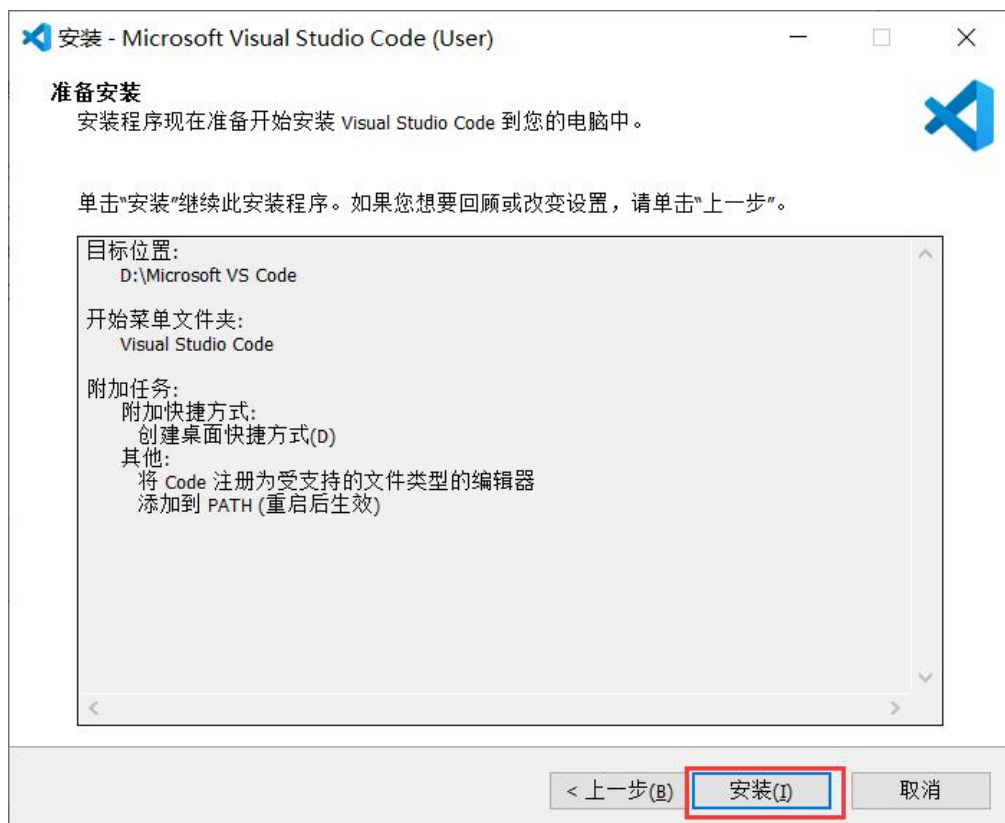 安装 - Microsoft Visual Studio Code (User)
准备安装
安装程序现在准备开始安装 Visual Studio Code 到您的电脑中。
单击“安装”继续此安装程序。如果您想要回顾或改变设置，请单击“上一步”。
目标位置:
D:\Microsoft VS Code
开始菜单文件夹:
Visual Studio Code
附加任务:
附加快捷方式:
创建桌面快捷方式(D)
其他:
将 Code 注册为受支持的文件类型的编辑器
添加到 PATH (重启后生效)
< 上一步(B)
安装(I)
取消